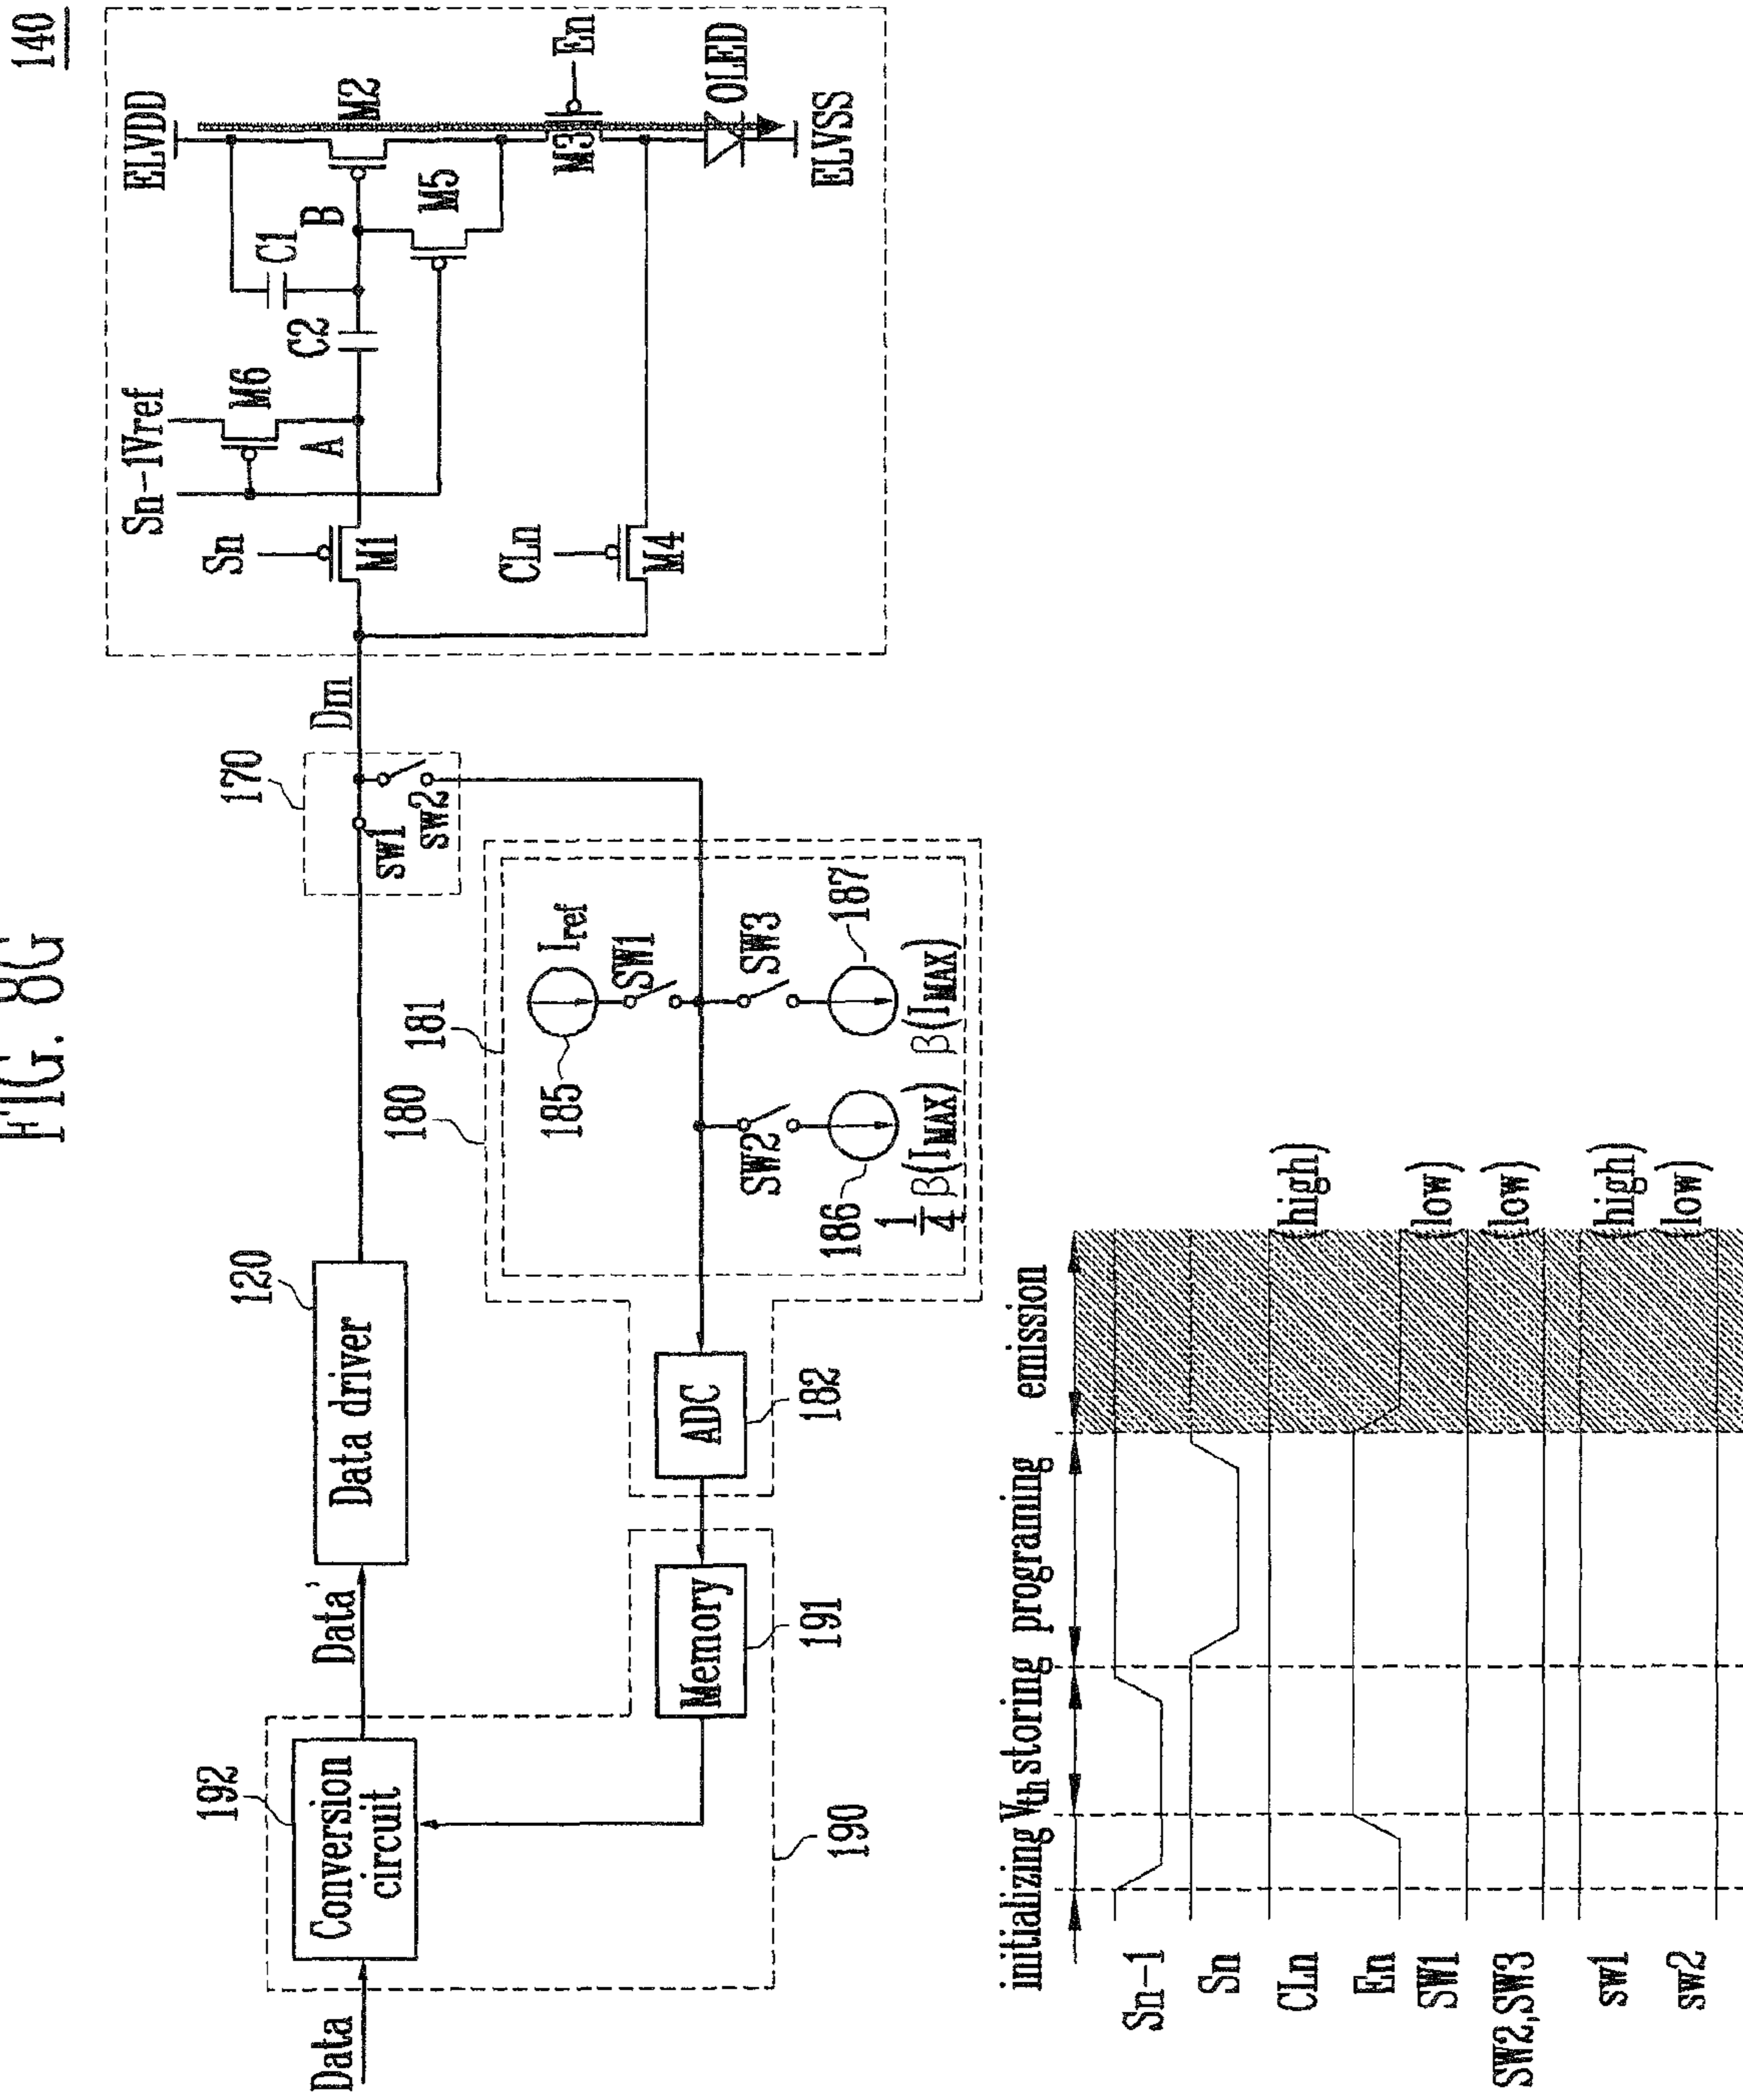 FIG. 8G
140
ELVDD
Sn-1
Vref
M6
C1
C2
A
B
M2
Sn
M1
M5
En
M3
CLn
M4
OLED
ELVSS
Dm
170
sw1
sw2
120
Data driver
Data'
192
Conversion
circuit
Data
180
181
185
Iref
SW1
SW2
SW3
186
187
1/4 β(IMAX)
β(IMAX)
ADC
182
Memory
191
190
initializing
Vth storing
programing
emission
Sn-1
Sn
CLn
(high)
En
SW1
(low)
SW2,SW3
(low)
sw1
(high)
sw2
(low)